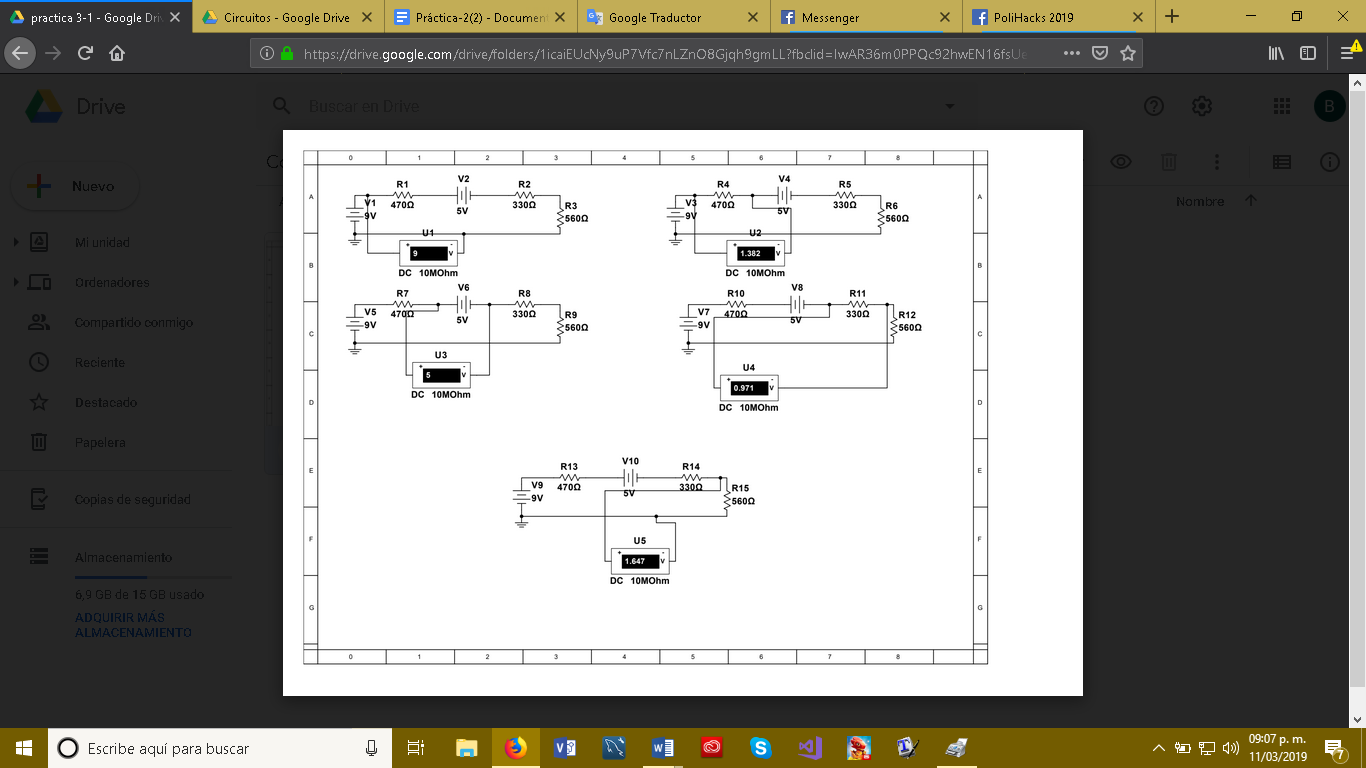 practica 3-1 - Google Driv
Circuitos - Google Drive
Práctica-2(2) - Document
Google Traductor
Messenger
PoliHacks 2019
https://drive.google.com/drive/folders/1icaiEUcNy9uP7Vfc7nLZnO8Gjqh9gmLL?fbclid=IwAR36m0PPQc92hwEN16fsUe
Drive
Buscar en Drive
B
Nuevo
Nombre
Mi unidad
Ordenadores
Compartido conmigo
Reciente
Destacado
Papelera
Copias de seguridad
Almacenamiento
6,9 GB de 15 GB usado
ADQUIRIR MÁS
ALMACENAMIENTO
0 1 2 3 4 5 6 7 8
A A
B B
C C
D D
E E
F F
G G
V1 9V R1 470Ω V2 5V R2 330Ω R3 560Ω
U1
+ 9 - V
DC 10MOhm
V3 9V R4 470Ω V4 5V R5 330Ω R6 560Ω
U2
+ 1.382 - V
DC 10MOhm
V5 9V R7 470Ω V6 5V R8 330Ω R9 560Ω
U3
+ 5 - V
DC 10MOhm
V7 9V R10 470Ω V8 5V R11 330Ω R12 560Ω
U4
+ 0.971 - V
DC 10MOhm
V9 9V R13 470Ω V10 5V R14 330Ω R15 560Ω
U5
+ 1.647 - V
DC 10MOhm
0 1 2 3 4 5 6 7 8
Escribe aquí para buscar
09:07 p. m.
11/03/2019
7